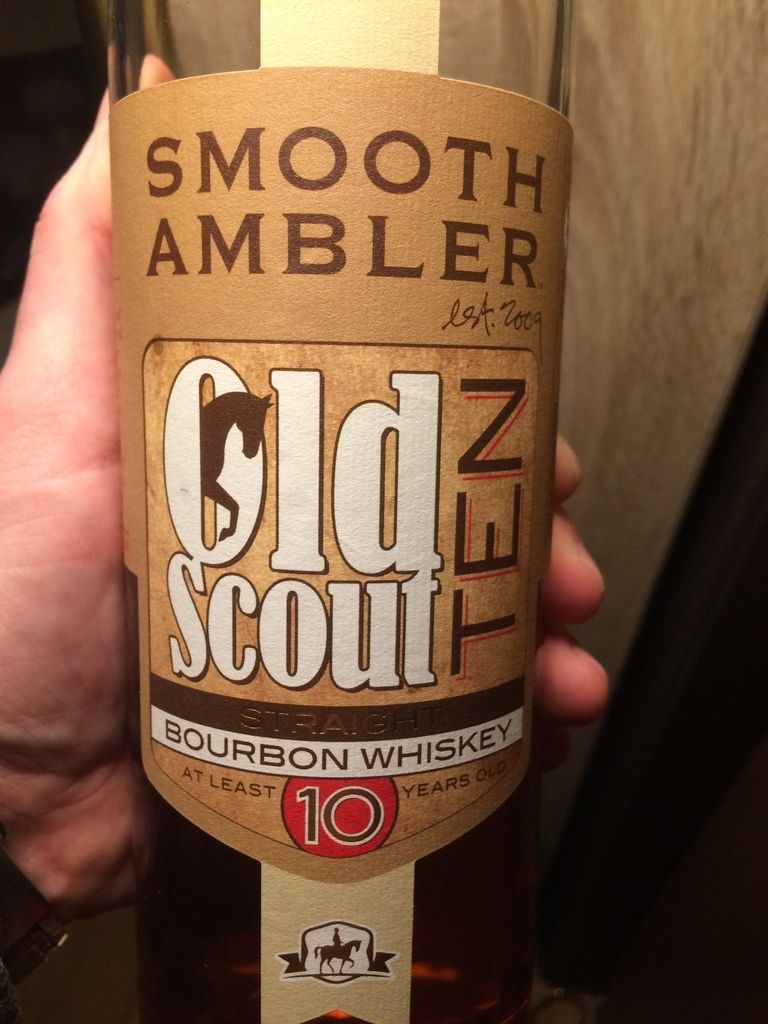 SMOOTH
AMBLER
est. 2009
Old
Scout
TEN
STRAIGHT
BOURBON WHISKEY
AT LEAST 10 YEARS OLD